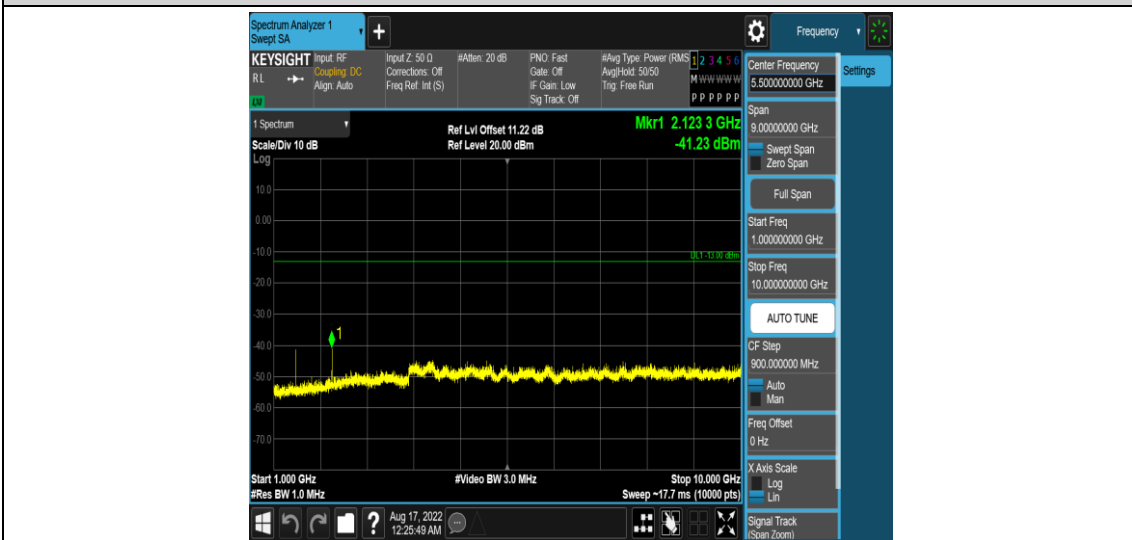 Spectrum Analyzer 1
Swept SA
+
Frequency
KEYSIGHT
Input: RF
Coupling: DC
Align: Auto
RL
LXI
Input Z: 50 Ω
Corrections: Off
Freq Ref: Int (S)
#Atten: 20 dB
PNO: Fast
Gate: Off
IF Gain: Low
Sig Track: Off
#Avg Type: Power (RMS
Avg|Hold: 50/50
Trig: Free Run
1 2 3 4 5 6
M W W W W W
P P P P P P
1 Spectrum
Scale/Div 10 dB
Log
Ref Lvl Offset 11.22 dB
Ref Level 20.00 dBm
Mkr1 2.123 3 GHz
-41.23 dBm
10.0
0.00
-10.0
DL1 -13.00 dBm
-20.0
-30.0
1
-40.0
-50.0
-60.0
-70.0
Start 1.000 GHz
#Res BW 1.0 MHz
#Video BW 3.0 MHz
Stop 10.000 GHz
Sweep ~17.7 ms (10000 pts)
?
Aug 17, 2022
12:25:49 AM
Center Frequency
5.500000000 GHz
Settings
Span
9.00000000 GHz
Swept Span
Zero Span
Full Span
Start Freq
1.000000000 GHz
Stop Freq
10.000000000 GHz
AUTO TUNE
CF Step
900.000000 MHz
Auto
Man
Freq Offset
0 Hz
X Axis Scale
Log
Lin
Signal Track
(Span Zoom)